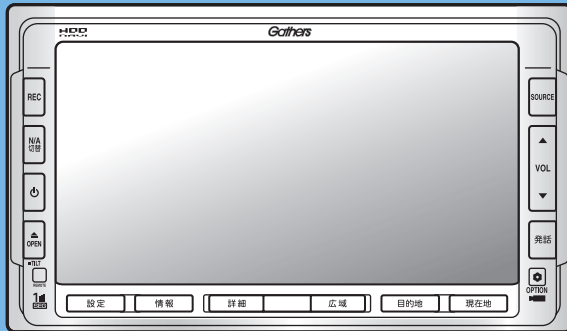 HDD NAVI
Gathers
REC
N/A
切替
OPEN
TILT
REMOTE
SOURCE
VOL
発話
OPTION
設定
情報
詳細
広域
目的地
現在地